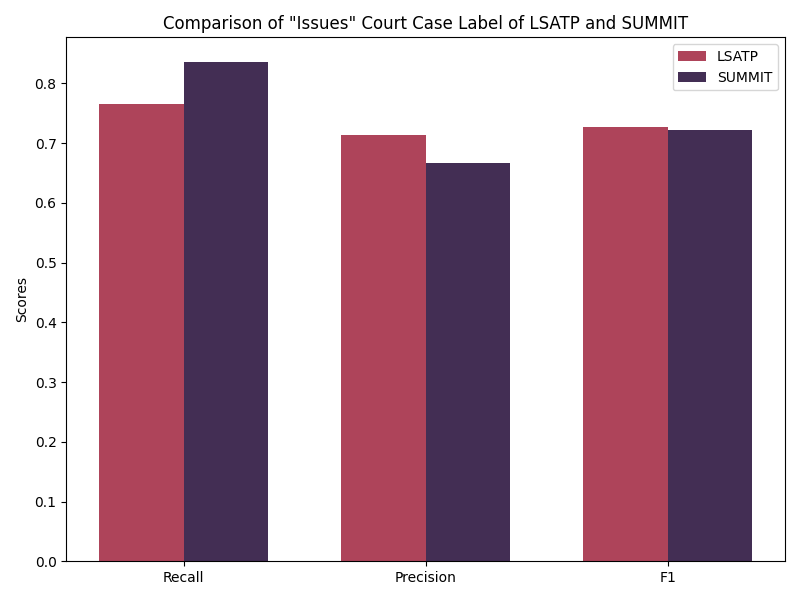 Comparison of "Issues" Court Case Label of LSATP and SUMMIT
LSATP
SUMMIT
Scores
0.8
0.7
0.6
0.5
0.4
0.3
0.2
0.1
0.0
Recall
Precision
F1